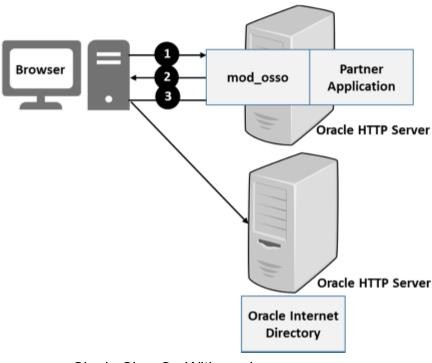 Browser
1
2
3
mod_osso
Partner
Application
Oracle HTTP Server
Oracle HTTP Server
Oracle Internet
Directory